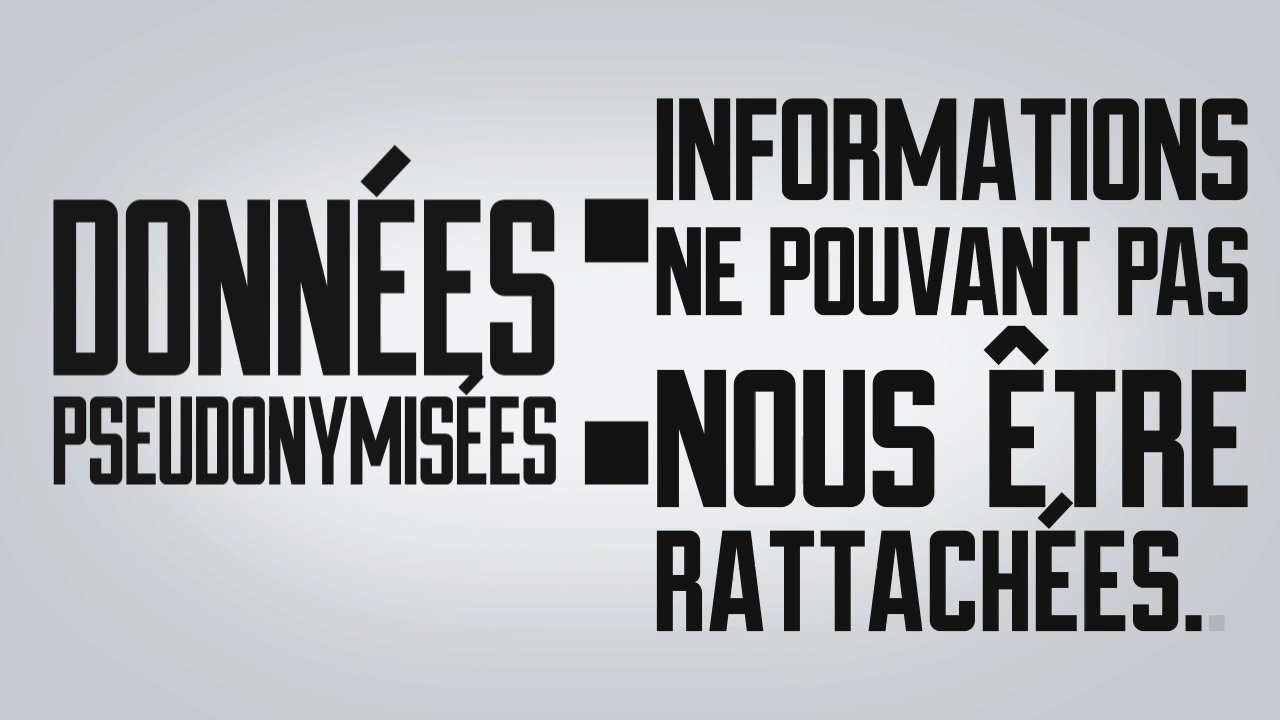 DONNÉES
PSEUDONYMISÉES
:
INFORMATIONS
NE POUVANT PAS
NOUS ÊTRE
RATTACHÉES..